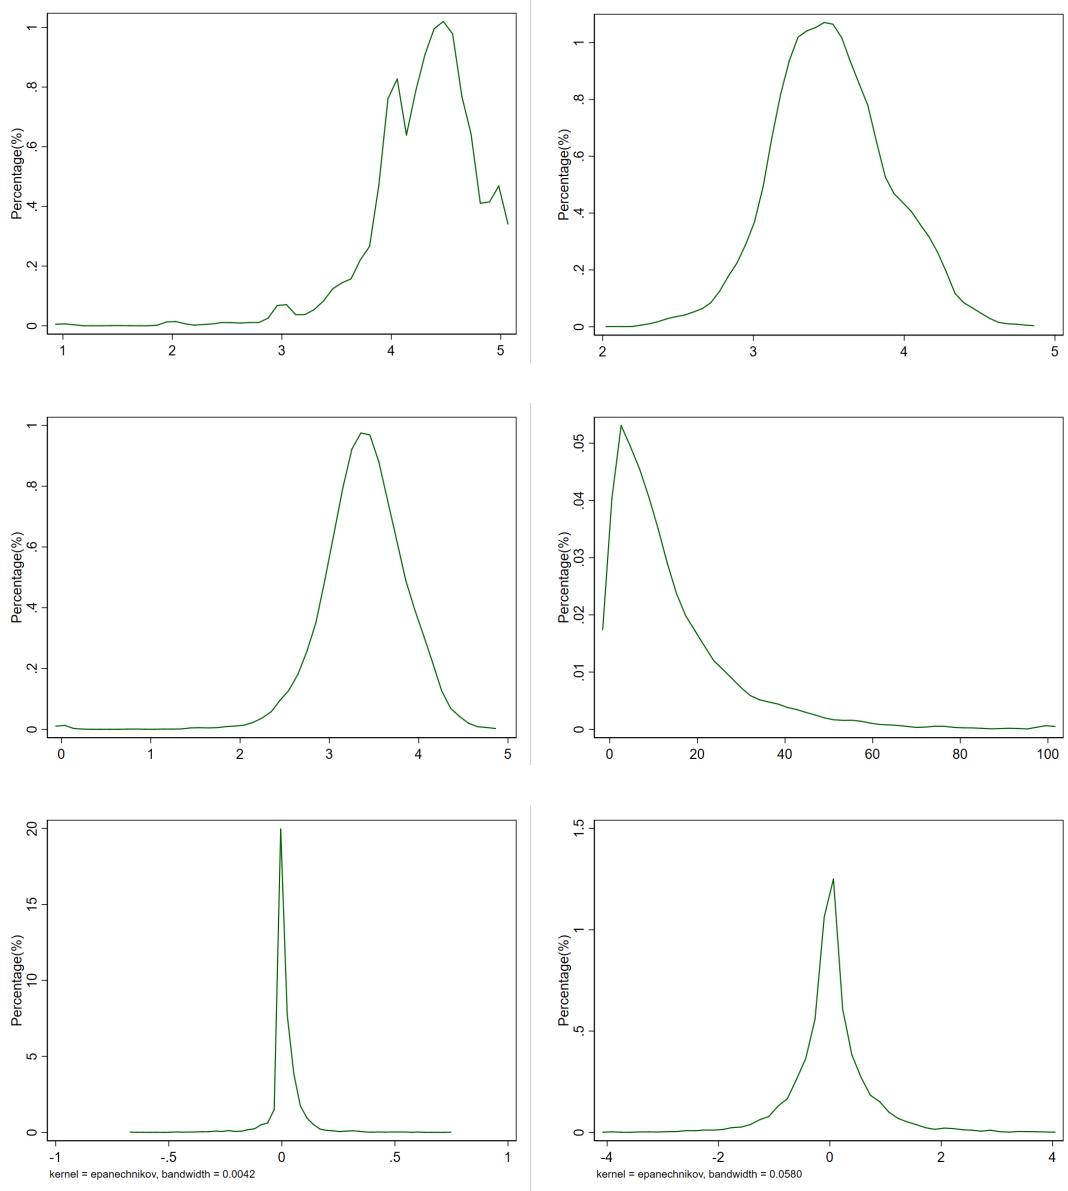 Percentage(%)
0 .2 .4 .6 .8 1
1 2 3 4 5
Percentage(%)
0 .2 .4 .6 .8 1
2 3 4 5
Percentage(%)
0 .2 .4 .6 .8 1
0 1 2 3 4 5
Percentage(%)
0 .01 .02 .03 .04 .05
0 20 40 60 80 100
Percentage(%)
0 5 10 15 20
-1 -.5 0 .5 1
kernel = epanechnikov, bandwidth = 0.0042
Percentage(%)
0 .5 1 1.5
-4 -2 0 2 4
kernel = epanechnikov, bandwidth = 0.0580